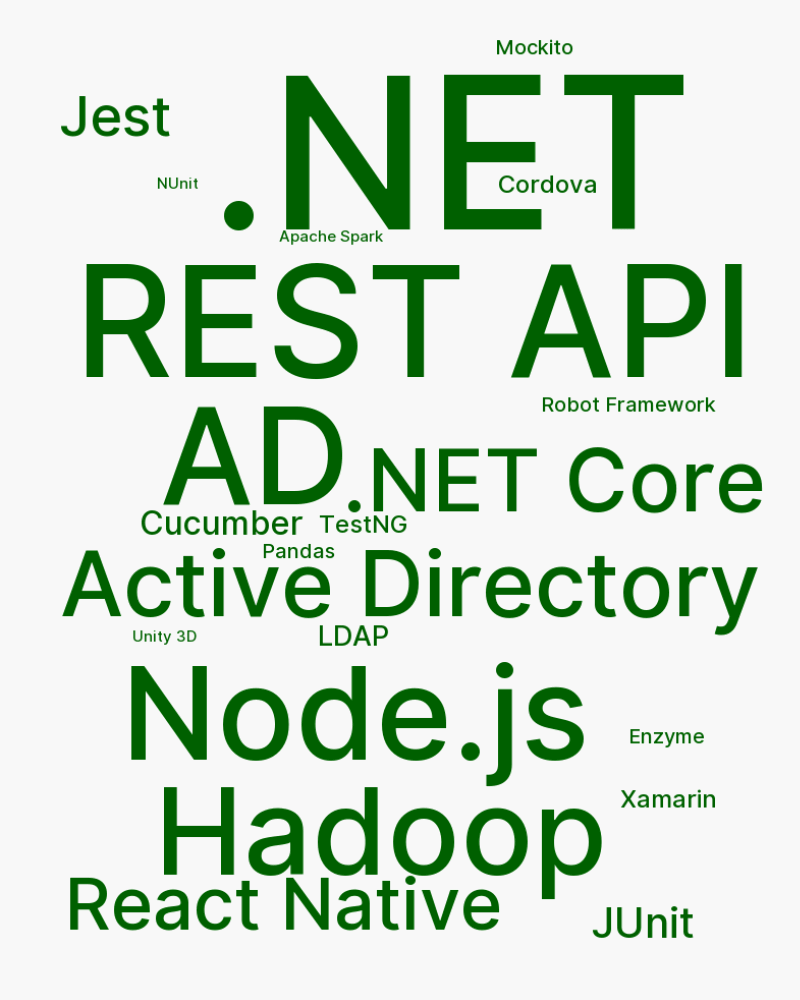 Mockito
Jest
.NET
NUnit
Cordova
Apache Spark
REST API
Robot Framework
AD
.NET Core
Cucumber
TestNG
Pandas
Active Directory
Unity 3D
LDAP
Node.js
Enzyme
Xamarin
Hadoop
React Native
JUnit